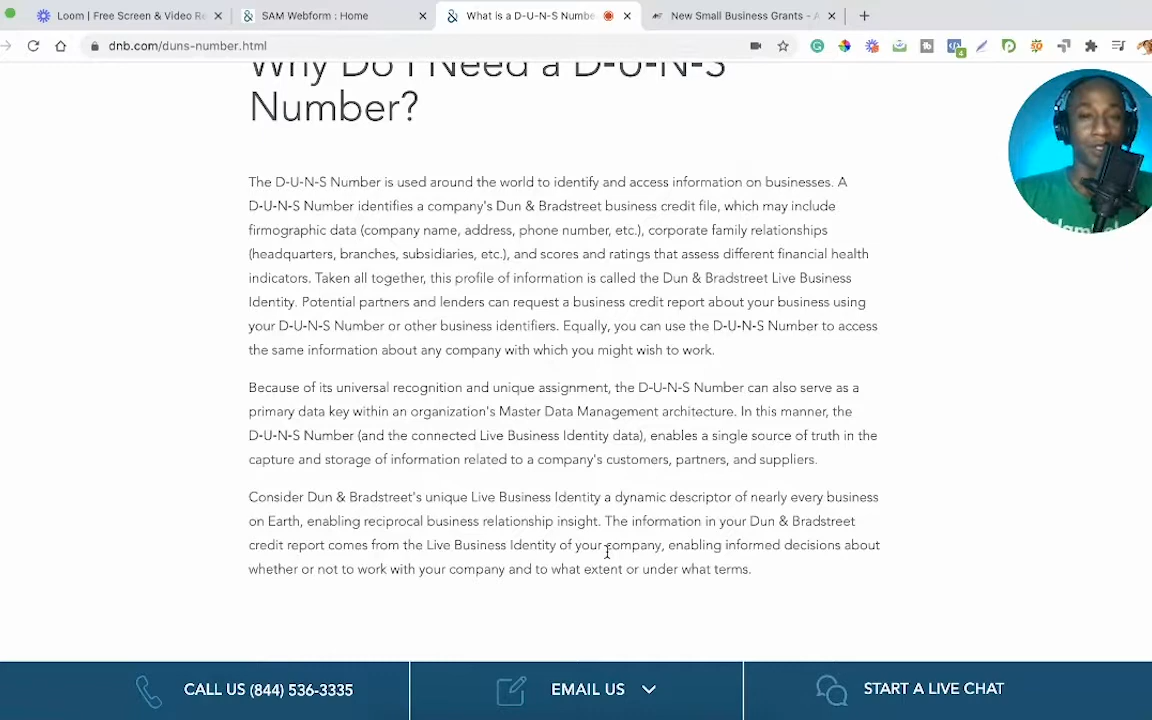 Loom | Free Screen & Video Re
SAM Webform : Home
What is a D-U-N-S Numbe
New Small Business Grants - A
dnb.com/duns-number.html
4
Why Do I Need a D-U-N-S
Number?
The D-U-N-S Number is used around the world to identify and access information on businesses. A
D-U-N-S Number identifies a company's Dun & Bradstreet business credit file, which may include
firmographic data (company name, address, phone number, etc.), corporate family relationships
(headquarters, branches, subsidiaries, etc.), and scores and ratings that assess different financial health
indicators. Taken all together, this profile of information is called the Dun & Bradstreet Live Business
Identity. Potential partners and lenders can request a business credit report about your business using
your D-U-N-S Number or other business identifiers. Equally, you can use the D-U-N-S Number to access
the same information about any company with which you might wish to work.
Because of its universal recognition and unique assignment, the D-U-N-S Number can also serve as a
primary data key within an organization's Master Data Management architecture. In this manner, the
D-U-N-S Number (and the connected Live Business Identity data), enables a single source of truth in the
capture and storage of information related to a company's customers, partners, and suppliers.
Consider Dun & Bradstreet's unique Live Business Identity a dynamic descriptor of nearly every business
on Earth, enabling reciprocal business relationship insight. The information in your Dun & Bradstreet
credit report comes from the Live Business Identity of your company, enabling informed decisions about
whether or not to work with your company and to what extent or under what terms.
CALL US (844) 536-3335
EMAIL US
START A LIVE CHAT